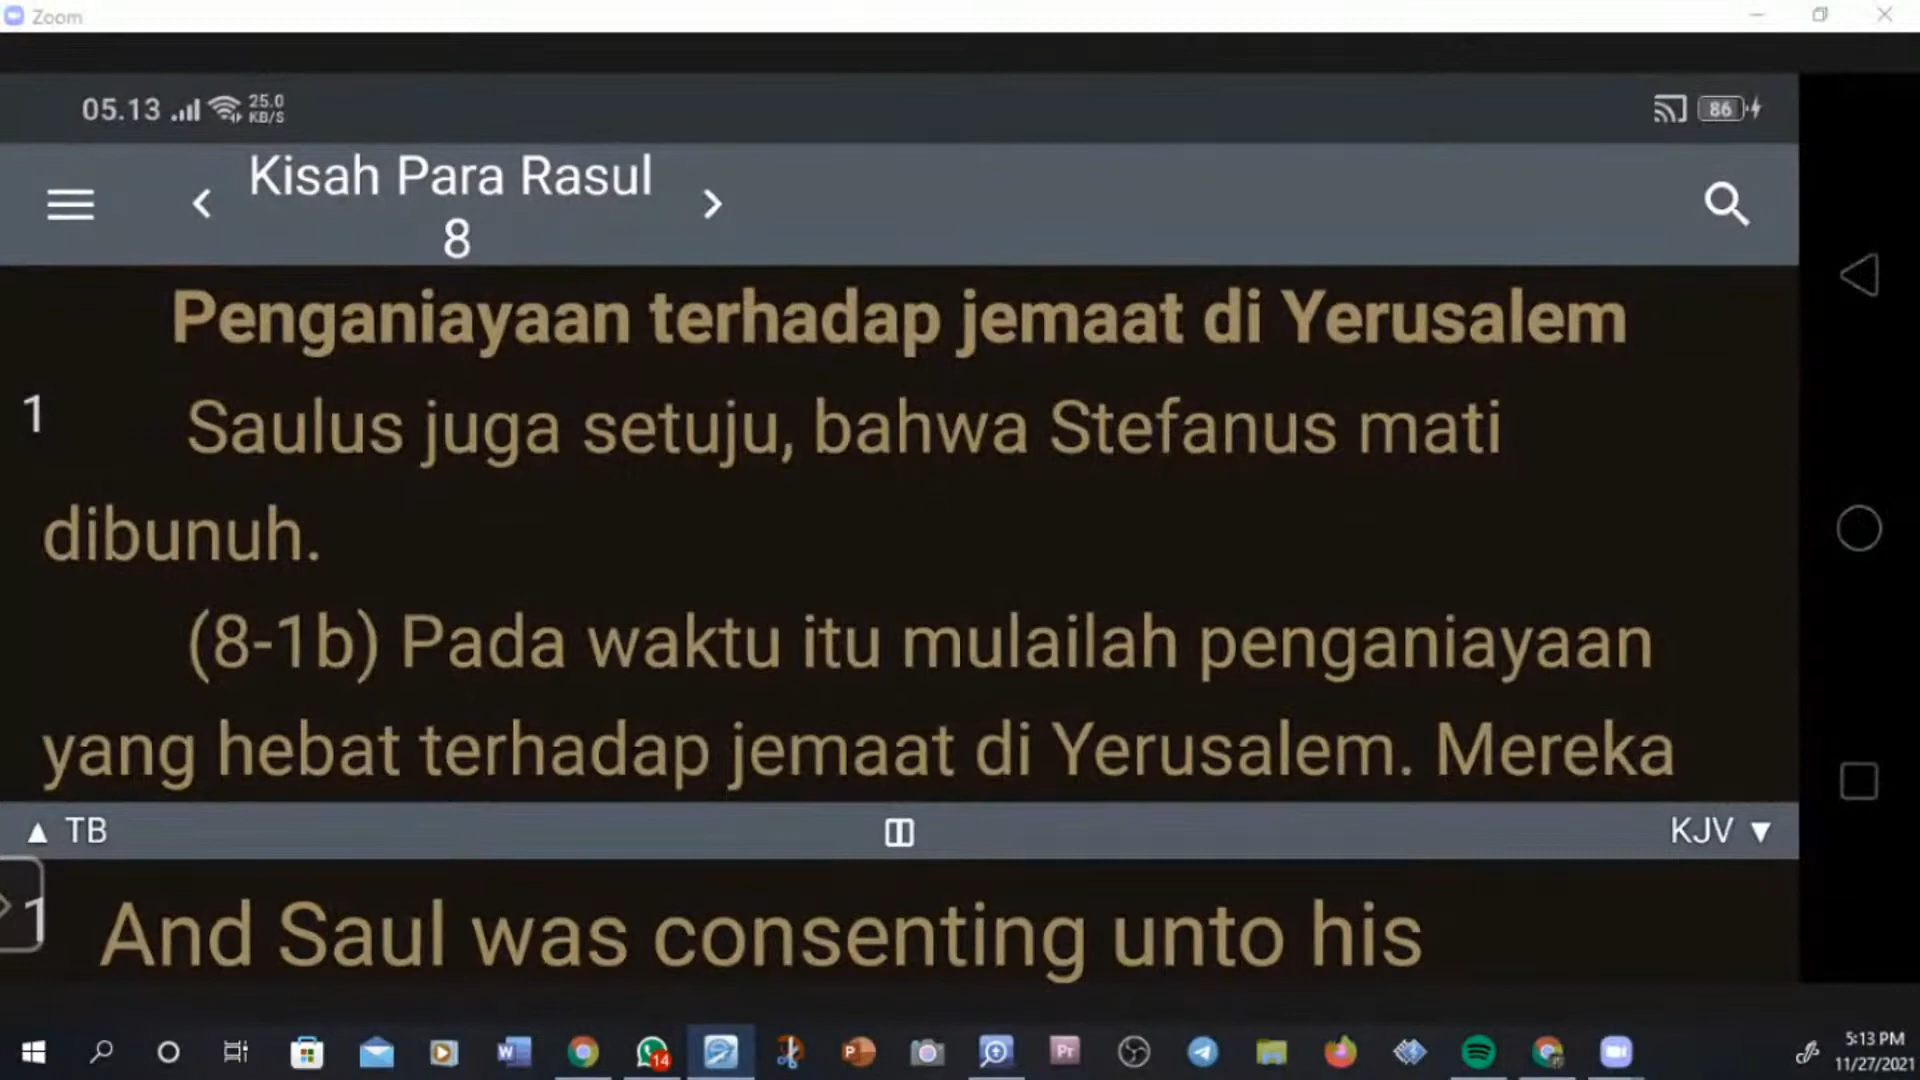 Zoom
05.13 25.0 KB/S 86
Kisah Para Rasul
8
Penganiayaan terhadap jemaat di Yerusalem
1 Saulus juga setuju, bahwa Stefanus mati
dibunuh.
(8-1b) Pada waktu itu mulailah penganiayaan
yang hebat terhadap jemaat di Yerusalem. Mereka
▲ TB KJV ▼
1 And Saul was consenting unto his
14
Pr
5:13 PM
11/27/2021